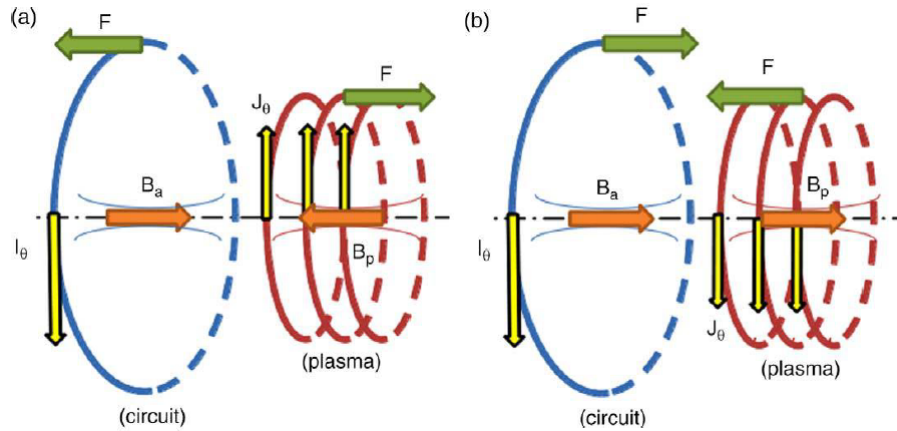 (a)
F
F
J_θ
B_a
I_θ
B_p
(plasma)
(circuit)
(b)
F
F
B_a
B_p
I_θ
J_θ
(plasma)
(circuit)